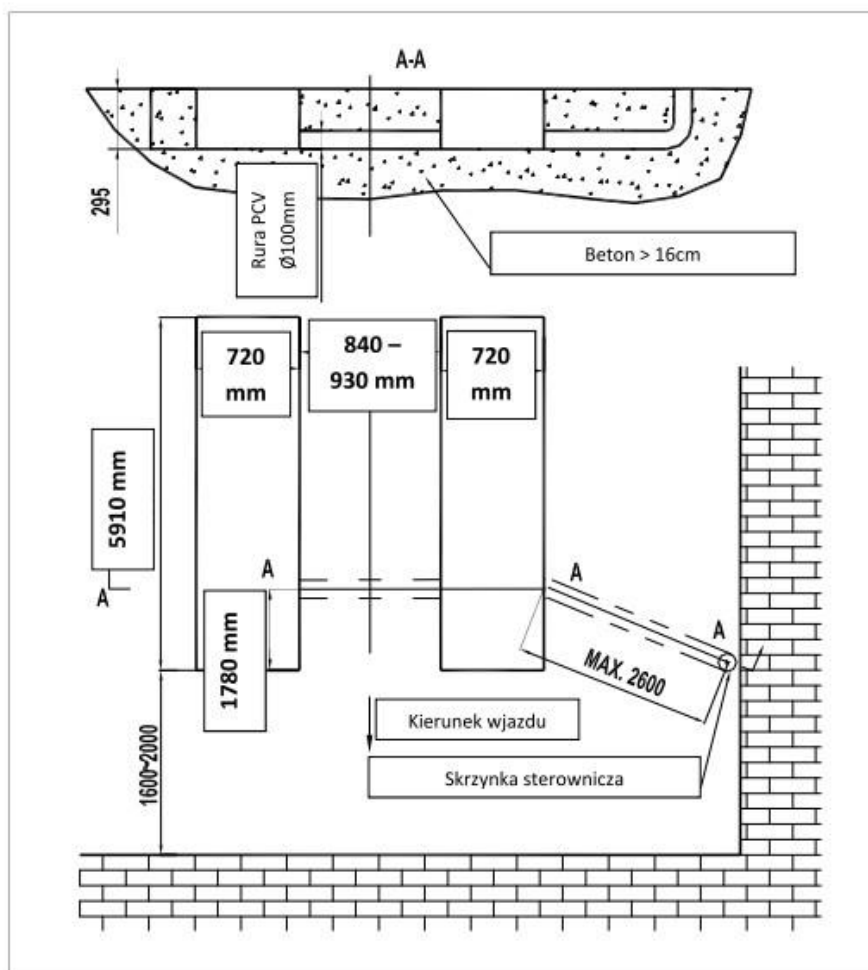 A-A
295
Rura PCV
Ø100mm
Beton > 16cm
720
mm
840 –
930 mm
720
mm
5910 mm
A
A
A
A
1780 mm
MAX. 2600
1600~2000
Kierunek wjazdu
Skrzynka sterownicza